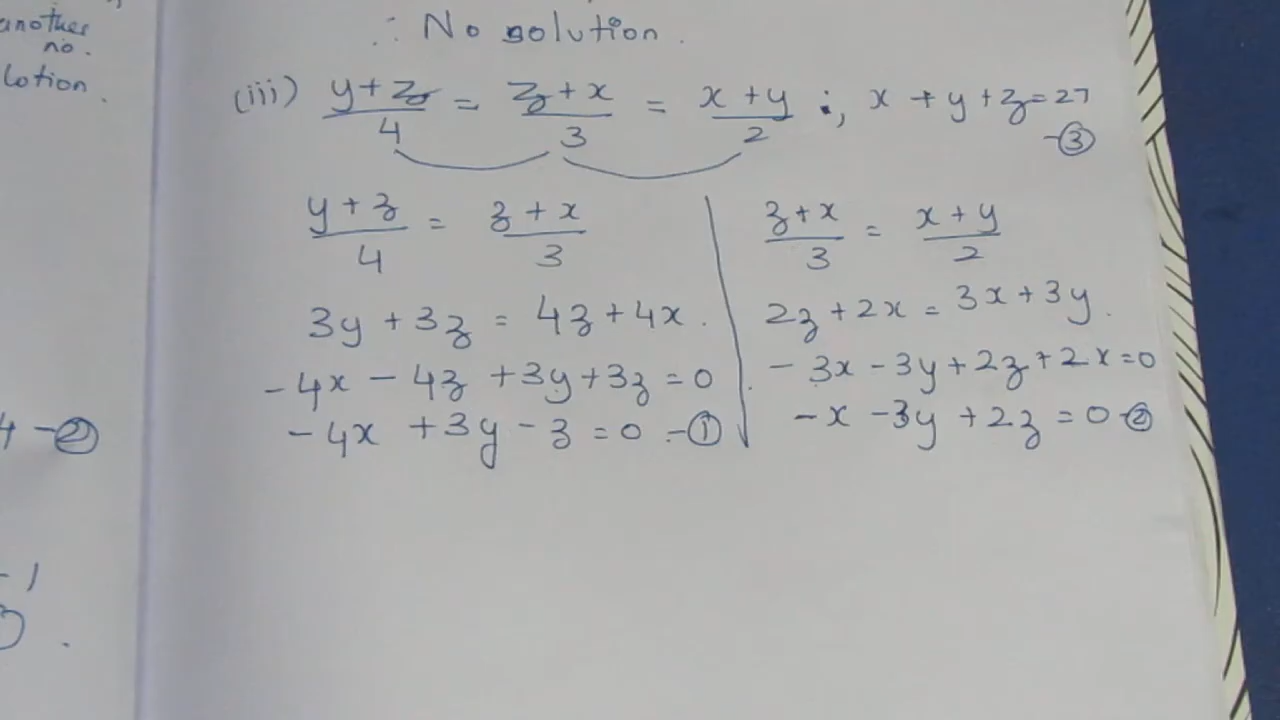 another
no.
lotion.
4 - ②
- 1
∴ No solution.
(iii) y+z/4 = z+x/3 = x+y/2 ; , x + y + z = 27 - ③
y+z/4 = z+x/3
3y + 3z = 4z + 4x.
- 4x - 4z + 3y + 3z = 0
- 4x + 3y - z = 0 - ①
z+x/3 = x+y/2
2z + 2x = 3x + 3y.
- 3x - 3y + 2z + 2x = 0
- x - 3y + 2z = 0 - ②